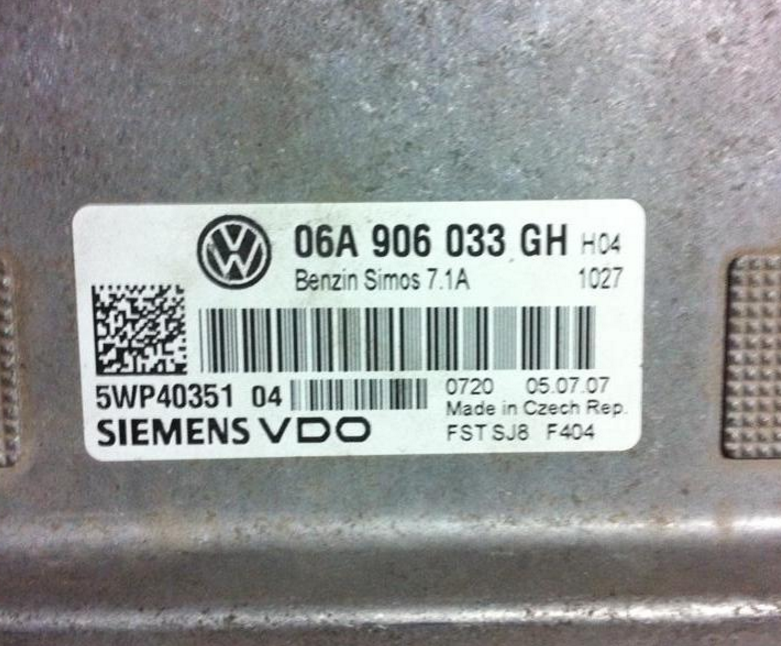 06A 906 033 GH H04
Benzin Simos 7.1A 1027
5WP40351 04 0720 05.07.07
Made in Czech Rep.
SIEMENS VDO FST SJ8 F404